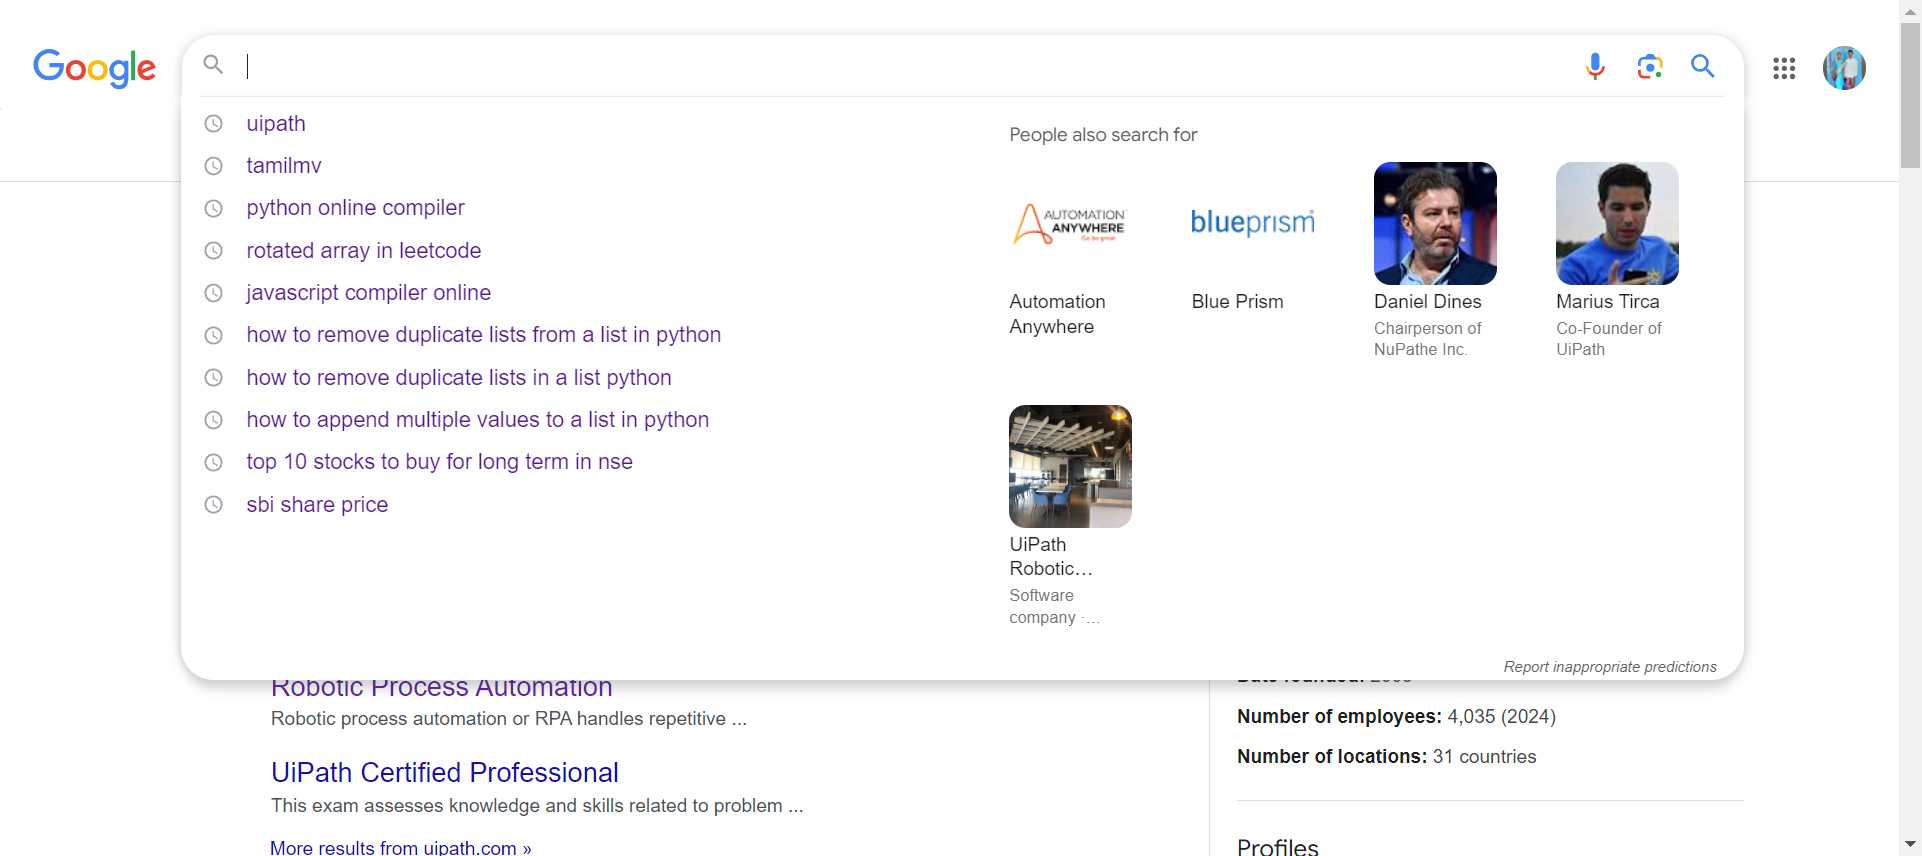 Google
uipath
tamilmv
python online compiler
rotated array in leetcode
javascript compiler online
how to remove duplicate lists from a list in python
how to remove duplicate lists in a list python
how to append multiple values to a list in python
top 10 stocks to buy for long term in nse
sbi share price
People also search for
AUTOMATION
ANYWHERE
Go be great.
Automation
Anywhere
blueprism
Blue Prism
Daniel Dines
Chairperson of
NuPathe Inc.
Marius Tirca
Co-Founder of
UiPath
UiPath
Robotic…
Software
company ·…
Report inappropriate predictions
Robotic Process Automation
Robotic process automation or RPA handles repetitive ...
UiPath Certified Professional
This exam assesses knowledge and skills related to problem ...
More results from uipath.com »
Number of employees: 4,035 (2024)
Number of locations: 31 countries
Profiles